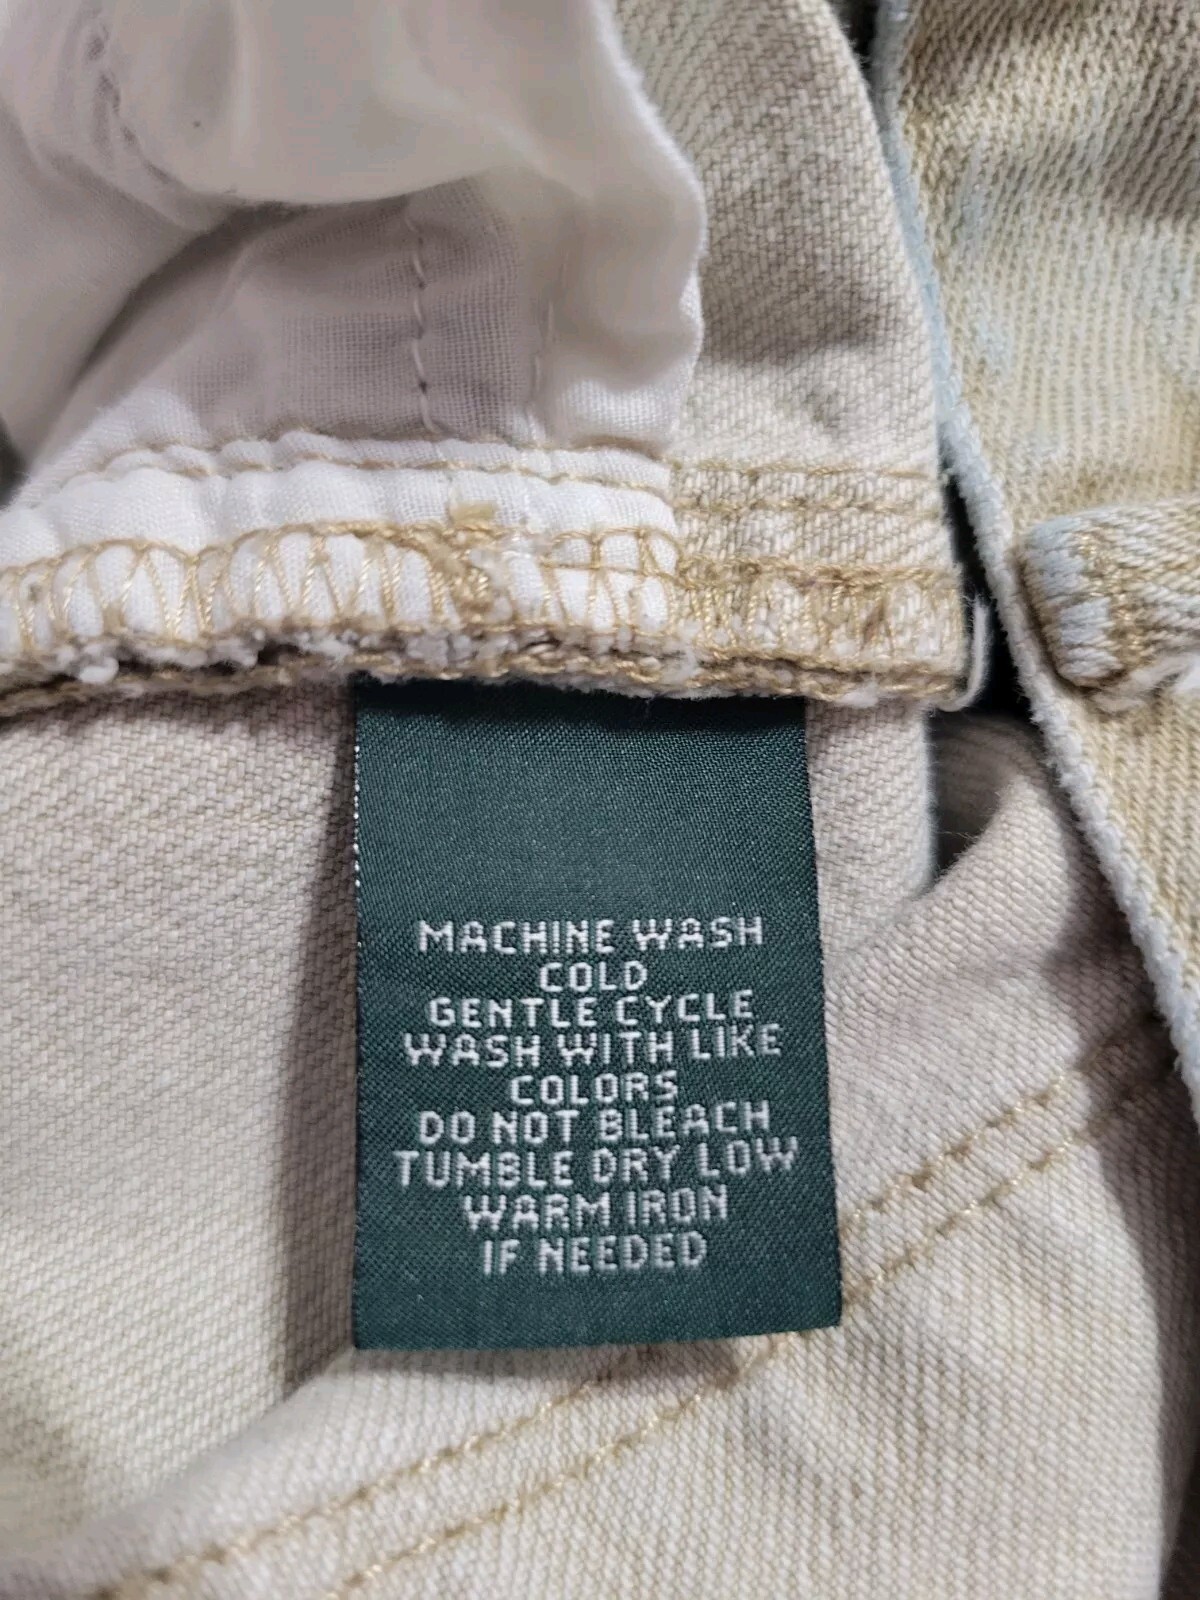 MACHINE WASH
COLD
GENTLE CYCLE
WASH WITH LIKE
COLORS
DO NOT BLEACH
TUMBLE DRY LOW
WARM IRON
IF NEEDED